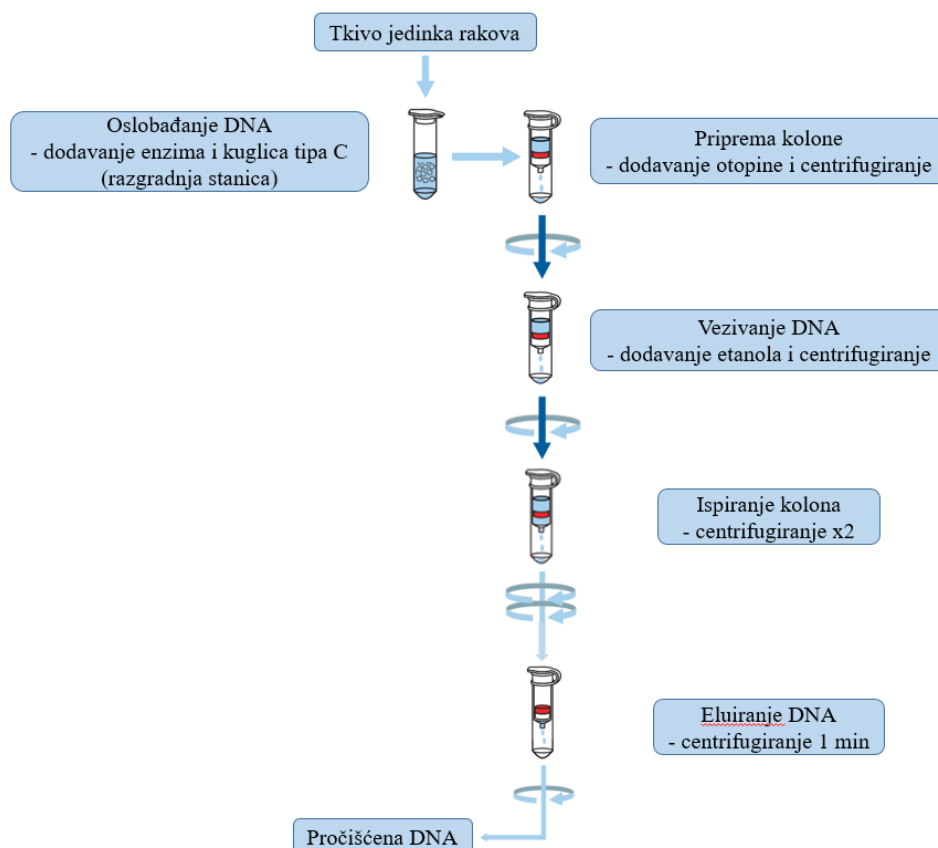 Tkivo jedinka rakova
Oslobađanje DNA
- dodavanje enzima i kuglica tipa C
(razgradnja stanica)
Priprema kolone
- dodavanje otopine i centrifugiranje
Vezivanje DNA
- dodavanje etanola i centrifugiranje
Ispiranje kolona
- centrifugiranje x2
Eluiranje DNA
- centrifugiranje 1 min
Pročišćena DNA